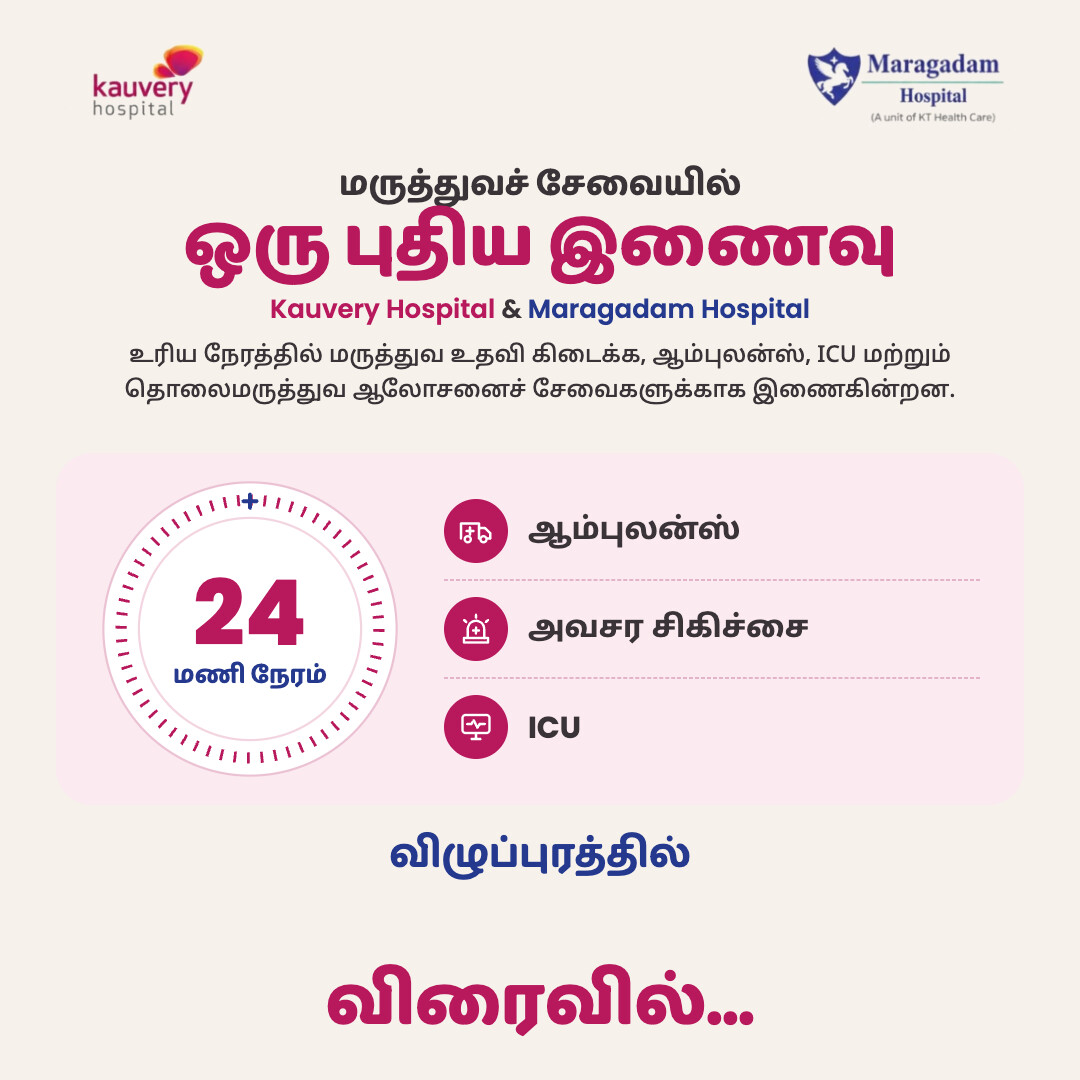 kauvery
hospital
Maragadam
Hospital
(A unit of KT Health Care)
மருத்துவச் சேவையில்
ஒரு புதிய இணைவு
Kauvery Hospital & Maragadam Hospital
உரிய நேரத்தில் மருத்துவ உதவி கிடைக்க, ஆம்புலன்ஸ், ICU மற்றும்
தொலைமருத்துவ ஆலோசனைச் சேவைகளுக்காக இணைகின்றன.
24
மணி நேரம்
ஆம்புலன்ஸ்
அவசர சிகிச்சை
ICU
விழுப்புரத்தில்
விரைவில்...